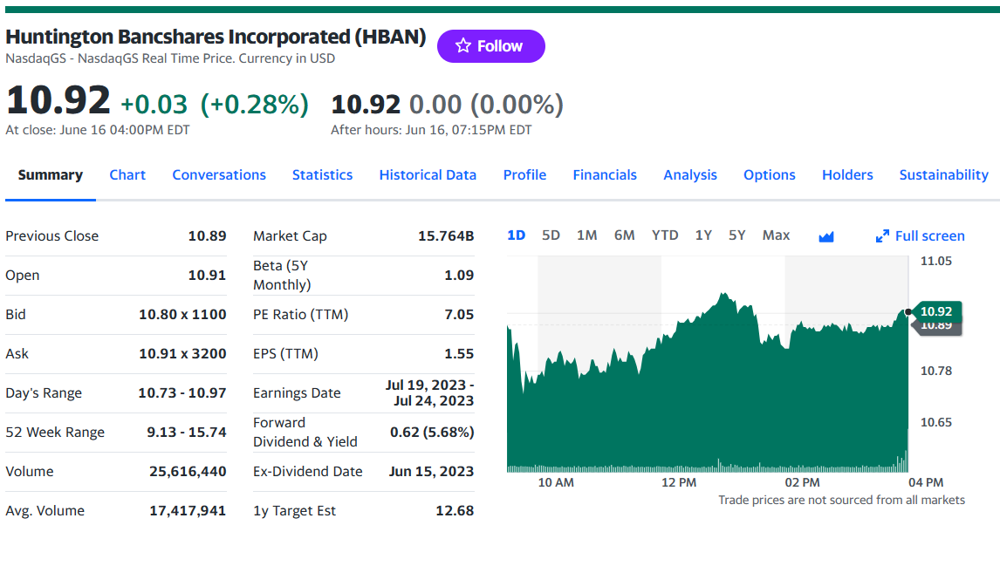 Huntington Bancshares Incorporated (HBAN)
Follow
NasdaqGS - NasdaqGS Real Time Price. Currency in USD
10.92 +0.03 (+0.28%)
At close: June 16 04:00PM EDT
10.92 0.00 (0.00%)
After hours: Jun 16, 07:15PM EDT
Summary Chart Conversations Statistics Historical Data Profile Financials Analysis Options Holders Sustainability
Previous Close 10.89
Open 10.91
Bid 10.80 x 1100
Ask 10.91 x 3200
Day's Range 10.73 - 10.97
52 Week Range 9.13 - 15.74
Volume 25,616,440
Avg. Volume 17,417,941
Market Cap 15.764B
Beta (5Y
Monthly) 1.09
PE Ratio (TTM) 7.05
EPS (TTM) 1.55
Earnings Date Jul 19, 2023 -
Jul 24, 2023
Forward
Dividend & Yield 0.62 (5.68%)
Ex-Dividend Date Jun 15, 2023
1y Target Est 12.68
1D 5D 1M 6M YTD 1Y 5Y Max Full screen
11.05
10.92
10.89
10.78
10.65
10 AM 12 PM 02 PM 04 PM
Trade prices are not sourced from all markets